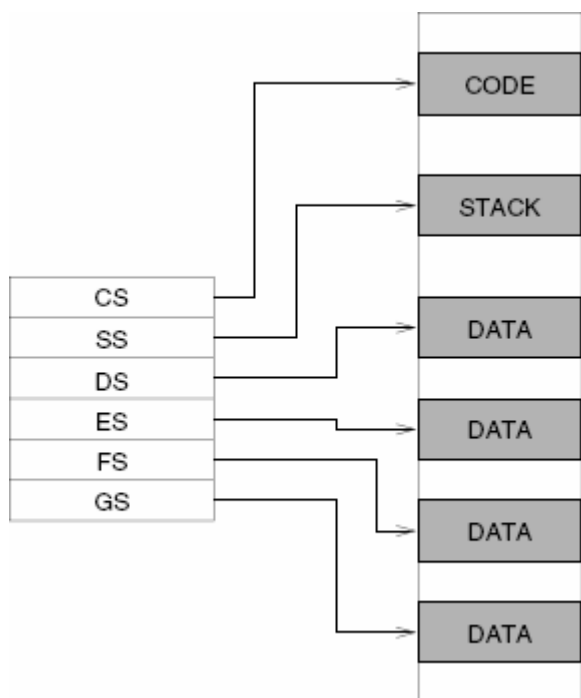 CODE
STACK
CS
SS
DS
ES
FS
GS
DATA
DATA
DATA
DATA